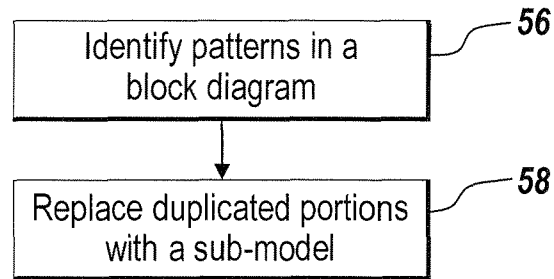 56
Identify patterns in a
block diagram
58
Replace duplicated portions
with a sub-model